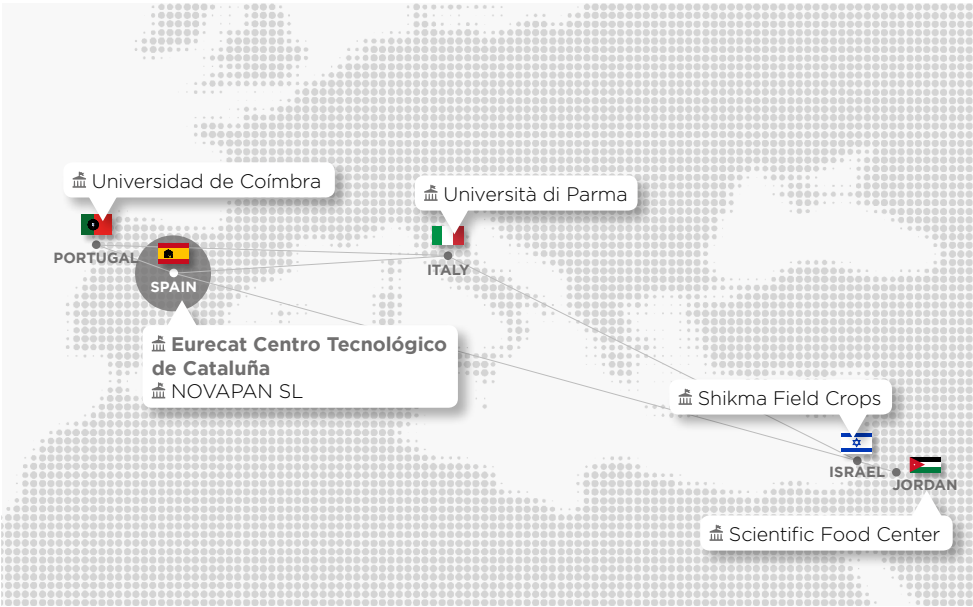 Universidad de Coímbra
Università di Parma
PORTUGAL
ITALY
SPAIN
Eurecat Centro Tecnológico
de Cataluña
NOVAPAN SL
Shikma Field Crops
ISRAEL
JORDAN
Scientific Food Center